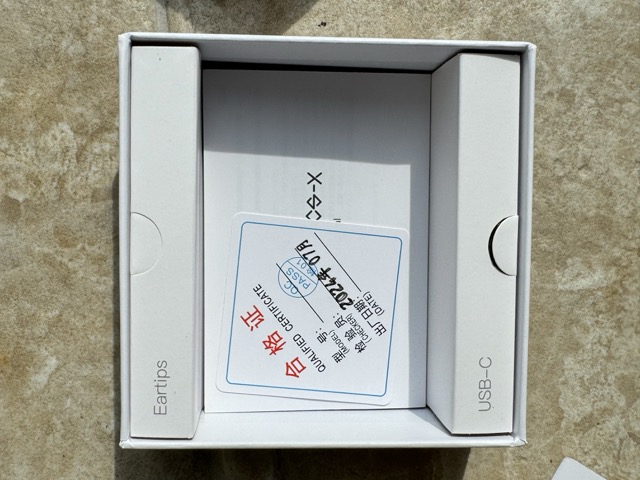 Eartips
合格证
QUALIFIED CERTIFICATE
型 号:
(MODEL)
检 验 员:
(CHECKER)
QC
PASS
出厂日期: 2024年 07月
(DATE)
USB-C